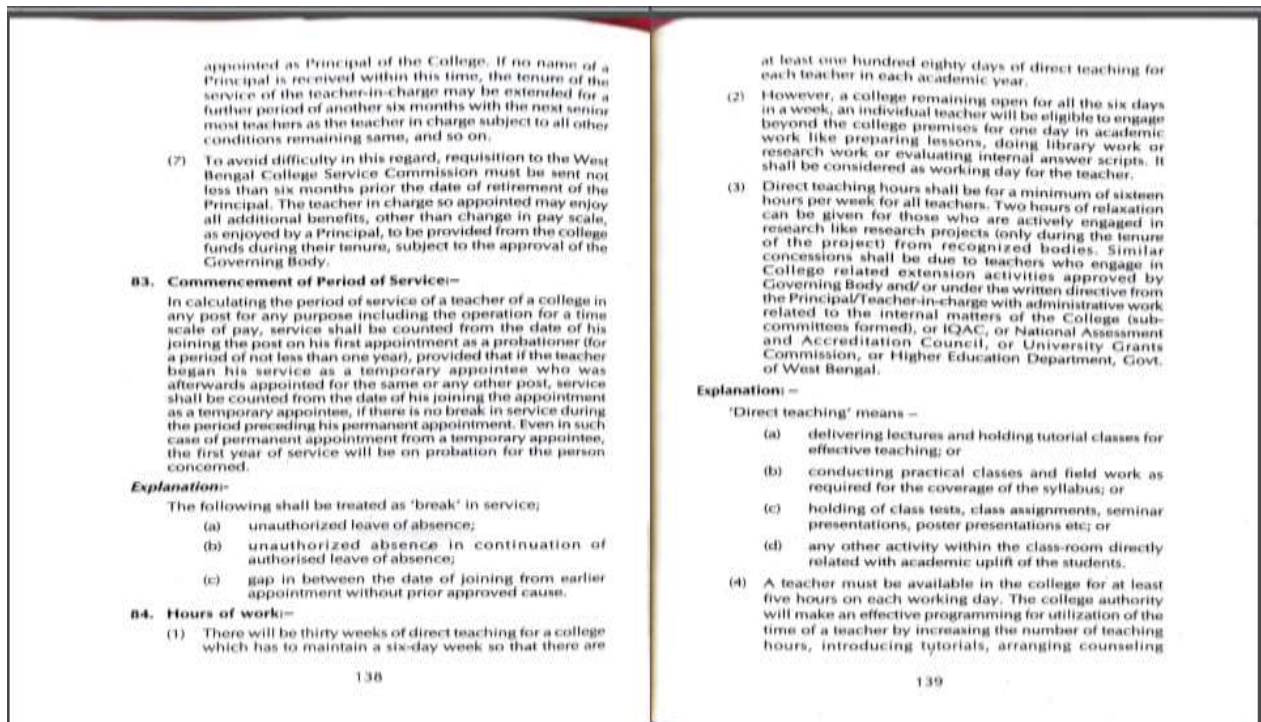 appointed as Principal of the College. If no name of a
Principal is received within this time, the tenure of the
service of the teacher-in-charge may be extended for a
further period of another six months with the next senior
most teachers as the teacher in charge subject to all other
conditions remaining same, and so on.
(7) To avoid difficulty in this regard, requisition to the West
Bengal College Service Commission must be sent not
less than six months prior the date of retirement of the
Principal. The teacher in charge so appointed may enjoy
all additional benefits, other than change in pay scale,
as enjoyed by a Principal, to be provided from the college
funds during their tenure, subject to the approval of the
Governing Body.
83. Commencement of Period of Service:–
In calculating the period of service of a teacher of a college in
any post for any purpose including the operation for a time
scale of pay, service shall be counted from the date of his
joining the post on his first appointment as a probationer (for
a period of not less than one year), provided that if the teacher
began his service as a temporary appointee who was
afterwards appointed for the same or any other post, service
shall be counted from the date of his joining the appointment
as a temporary appointee, if there is no break in service during
the period preceding his permanent appointment. Even in such
case of permanent appointment from a temporary appointee,
the first year of service will be on probation for the person
concerned.
Explanation:-
The following shall be treated as 'break' in service;
(a) unauthorized leave of absence;
(b) unauthorized absence in continuation of
authorised leave of absence;
(c) gap in between the date of joining from earlier
appointment without prior approved cause.
84. Hours of work:–
(1) There will be thirty weeks of direct teaching for a college
which has to maintain a six-day week so that there are
138
at least one hundred eighty days of direct teaching for
each teacher in each academic year.
(2) However, a college remaining open for all the six days
in a week, an individual teacher will be eligible to engage
beyond the college premises for one day in academic
work like preparing lessons, doing library work or
research work or evaluating internal answer scripts. It
shall be considered as working day for the teacher.
(3) Direct teaching hours shall be for a minimum of sixteen
hours per week for all teachers. Two hours of relaxation
can be given for those who are actively engaged in
research like research projects (only during the tenure
of the project) from recognized bodies. Similar
concessions shall be due to teachers who engage in
College related extension activities approved by
Governing Body and/ or under the written directive from
the Principal/Teacher-in-charge with administrative work
related to the internal matters of the College (sub-
committees formed), or IQAC, or National Assessment
and Accreditation Council, or University Grants
Commission, or Higher Education Department, Govt.
of West Bengal.
Explanation: –
'Direct teaching' means –
(a) delivering lectures and holding tutorial classes for
effective teaching; or
(b) conducting practical classes and field work as
required for the coverage of the syllabus; or
(c) holding of class tests, class assignments, seminar
presentations, poster presentations etc; or
(d) any other activity within the class-room directly
related with academic uplift of the students.
(4) A teacher must be available in the college for at least
five hours on each working day. The college authority
will make an effective programming for utilization of the
time of a teacher by increasing the number of teaching
hours, introducing tutorials, arranging counseling
139